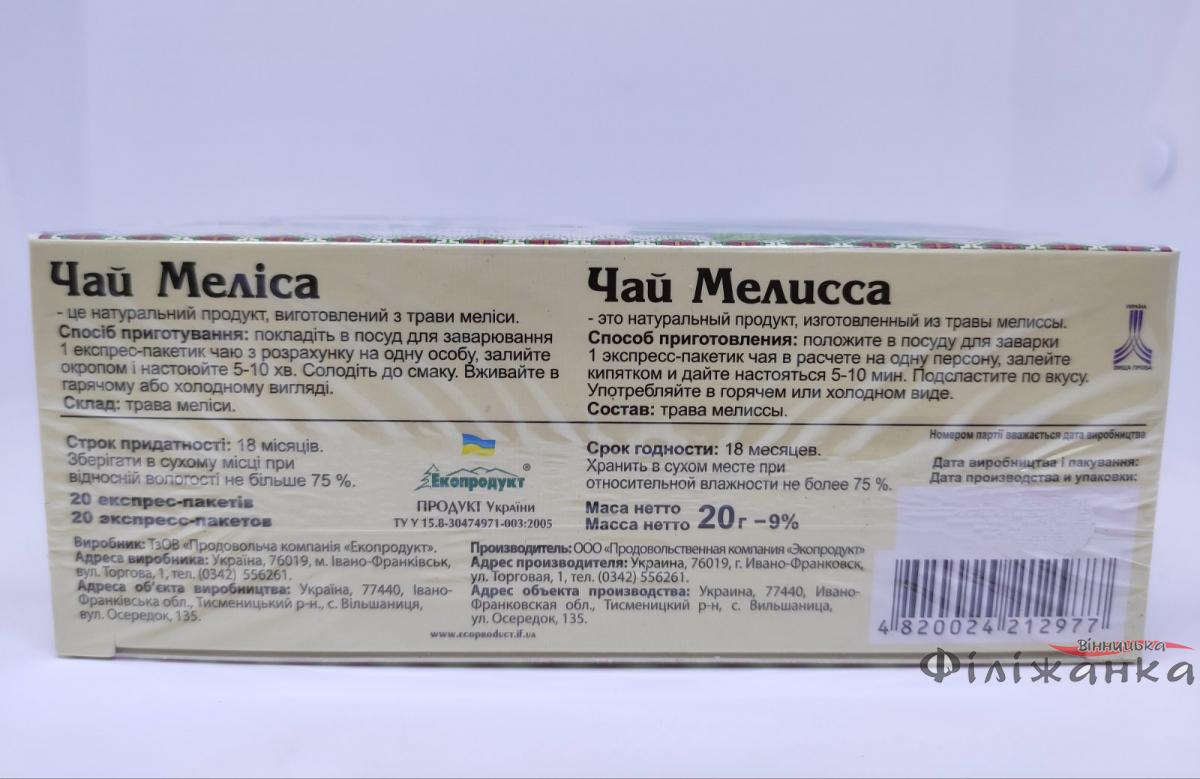 Чай Меліса
- це натуральний продукт, виготовлений з трави меліси.
Спосіб приготування: покладіть в посуд для заварювання
1 експрес-пакетик чаю з розрахунку на одну особу, залийте
окропом і настоюйте 5-10 хв. Солодіть до смаку. Вживайте в
гарячому або холодному вигляді.
Склад: трава меліси.
Чай Мелисса
- это натуральный продукт, изготовленный из травы мелиссы.
Способ приготовления: положите в посуду для заварки
1 экспресс-пакетик чая в расчете на одну персону, залейте
кипятком и дайте настояться 5-10 мин. Подсластите по вкусу.
Употребляйте в горячем или холодном виде.
Состав: трава мелиссы.
УКРАЇНА
ВИЩА ПРОБА
Строк придатності: 18 місяців.
Зберігати в сухому місці при
відносній вологості не більше 75 %.
20 експрес-пакетів
20 экспресс-пакетов
Екопродукт®
ПРОДУКТ України
ТУ У 15.8-30474971-003:2005
Срок годности: 18 месяцев.
Хранить в сухом месте при
относительной влажности не более 75 %.
Маса нетто
Масса нетто 20г –9%
Номером партії вважається дата виробництва
Дата виробництва і пакування:
Дата производства и упаковки:
Виробник: ТзОВ «Продовольча компанія «Екопродукт».
Адреса виробника: Україна, 76019, м. Івано-Франківськ,
вул. Торгова, 1, тел. (0342) 556261.
Адреса об'єкта виробництва: Україна, 77440, Івано-
Франківська обл., Тисменицький р-н., с. Вільшаниця,
вул. Осередок, 135.
Производитель: ООО «Продовольственная компания «Экопродукт»
Адрес производителя: Украина, 76019, г. Ивано-Франковск,
ул. Торговая, 1, тел. (0342) 556261.
Адрес объекта производства: Украина, 77440, Ивано-
Франковская обл., Тисменицкий р-н, с. Вильшаница,
ул. Осередок, 135.
www.ecoproduct.if.ua
4 820024 212977
Вінницька
Філіжанка